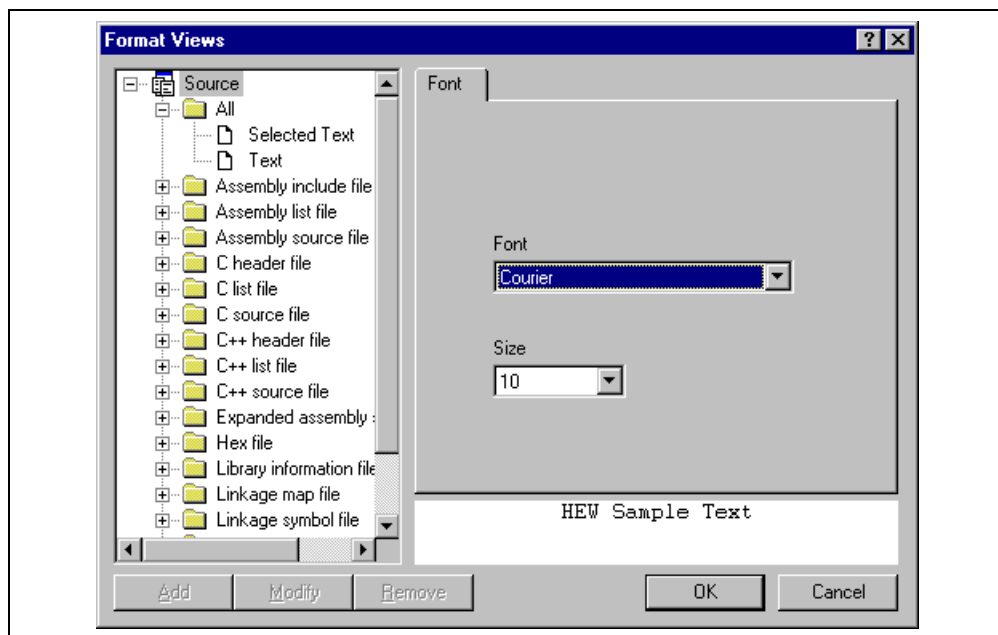 Format Views
Source
All
Selected Text
Text
Assembly include file
Assembly list file
Assembly source file
C header file
C list file
C source file
C++ header file
C++ list file
C++ source file
Expanded assembly
Hex file
Library information file
Linkage map file
Linkage symbol file
Font
Font
Courier
Size
10
HEW Sample Text
Add
Modify
Remove
OK
Cancel